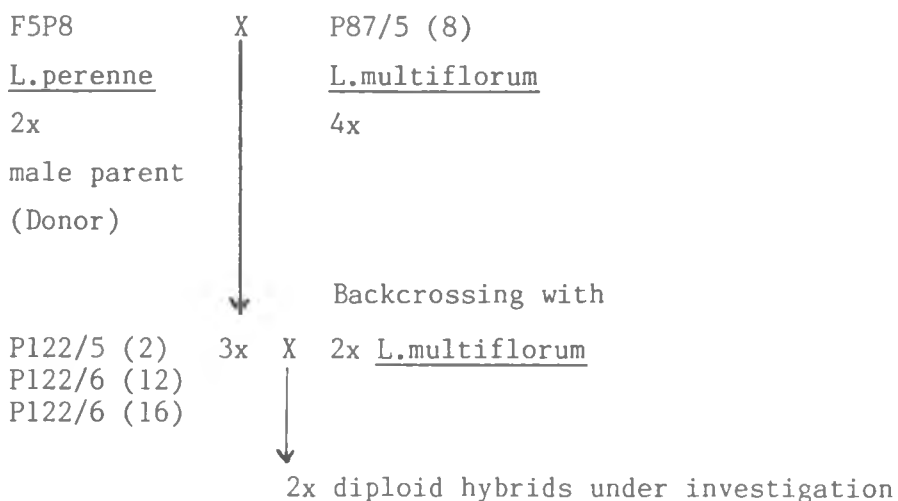 F5P8 X P87/5 (8)
L.perenne L.multiflorum
2x 4x
male parent
(Donor)
Backcrossing with
P122/5 (2) 3x X 2x L.multiflorum
P122/6 (12)
P122/6 (16)
2x diploid hybrids under investigation